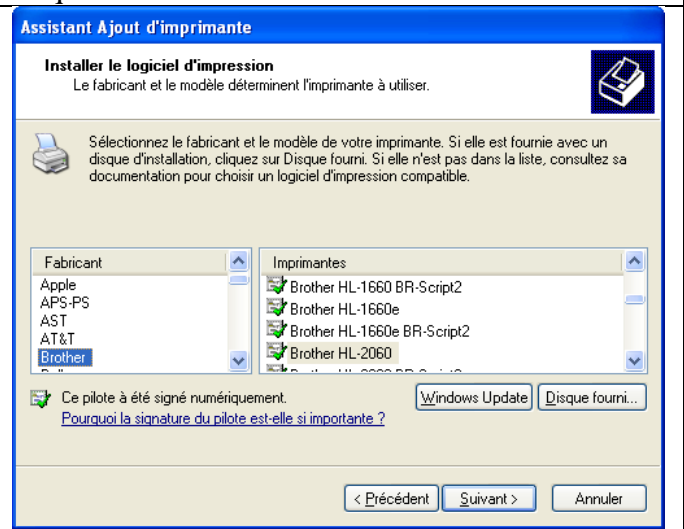 Assistant Ajout d'imprimante
Installer le logiciel d'impression
Le fabricant et le modèle déterminent l'imprimante à utiliser.
Sélectionnez le fabricant et le modèle de votre imprimante. Si elle est fournie avec un
disque d'installation, cliquez sur Disque fourni. Si elle n'est pas dans la liste, consultez sa
documentation pour choisir un logiciel d'impression compatible.
Fabricant
Apple
APS-PS
AST
AT&T
Brother
Imprimantes
Brother HL-1660 BR-Script2
Brother HL-1660e
Brother HL-1660e BR-Script2
Brother HL-2060
Ce pilote à été signé numériquement.
Pourquoi la signature du pilote est-elle si importante ?
Windows Update
Disque fourni...
< Précédent
Suivant >
Annuler